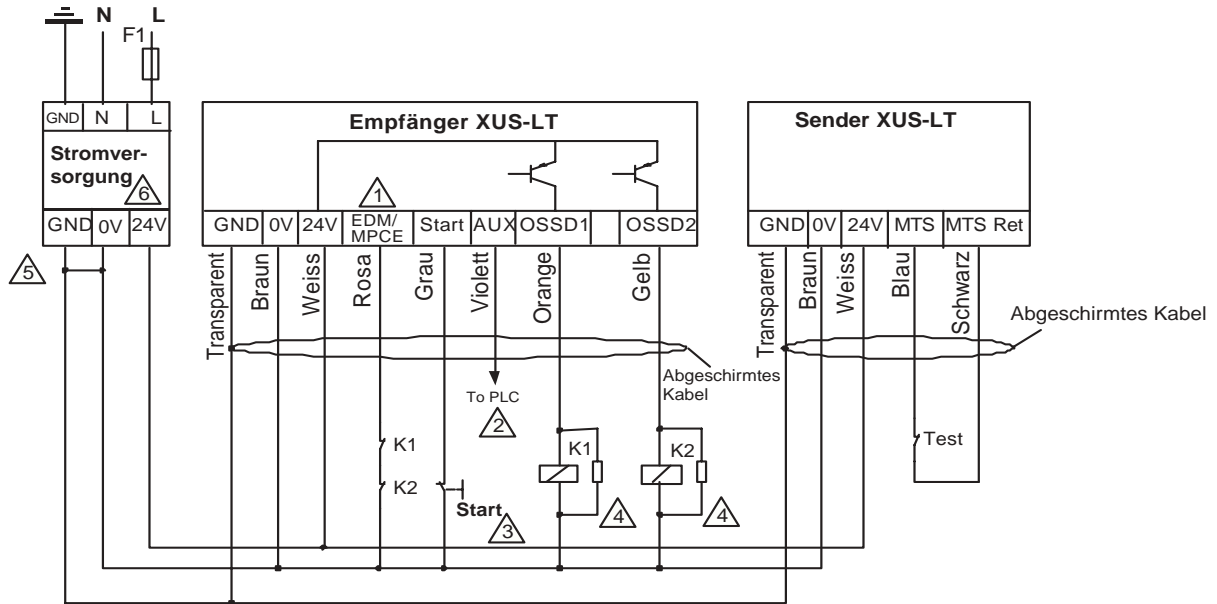 N L
F1
GND N L
Stromver-
sorgung
6
GND 0V 24V
5
Empfänger XUS-LT
1
GND 0V 24V EDM/
MPCE Start AUX OSSD1 OSSD2
Transparent
Braun
Weiss
Rosa
Grau
Violett
Orange
Gelb
Abgeschirmtes
Kabel
To PLC
2
K1
K2
Start
3
K1
4
K2
4
Sender XUS-LT
GND 0V 24V MTS MTS Ret
Transparent
Braun
Weiss
Blau
Schwarz
Abgeschirmtes Kabel
Test